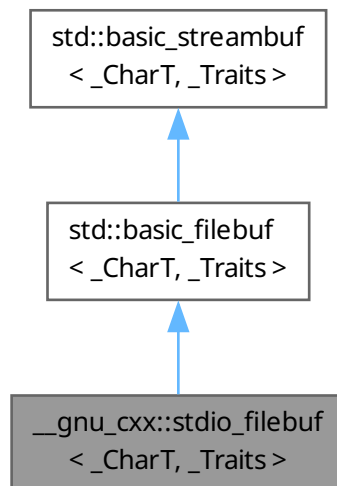 std::basic_streambuf
< _CharT, _Traits >
std::basic_filebuf
< _CharT, _Traits >
__gnu_cxx::stdio_filebuf
< _CharT, _Traits >